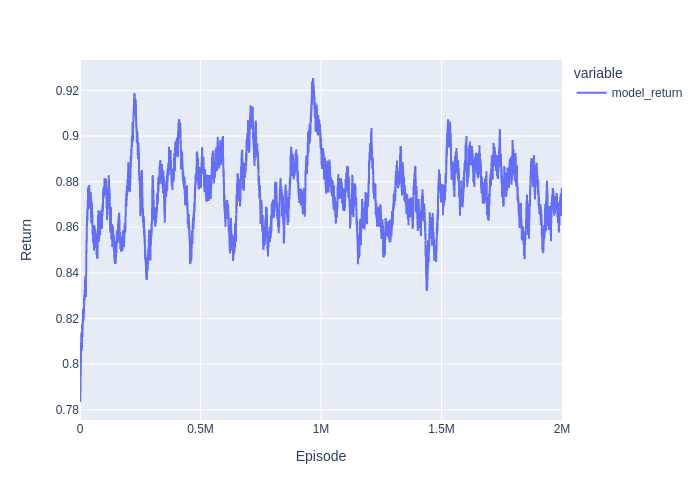 variable
model_return
0.92
0.9
0.88
0.86
0.84
0.82
0.8
0.78
0
0.5M
1M
1.5M
2M
Episode
Return